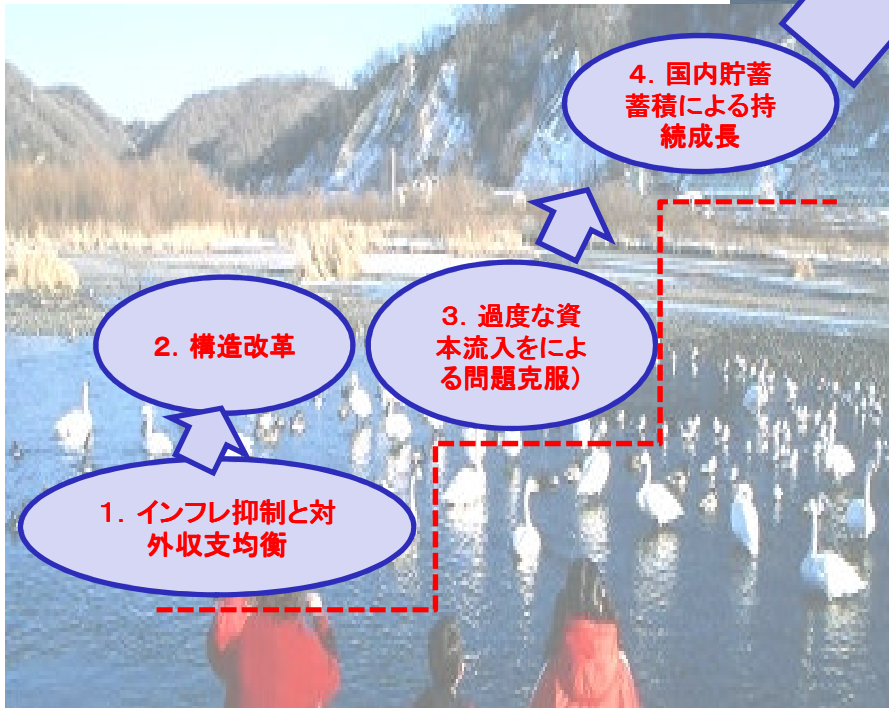 4．国内貯蓄
蓄積による持
続成長
2．構造改革
3．過度な資
本流入をによ
る問題克服）
1．インフレ抑制と対
外収支均衡